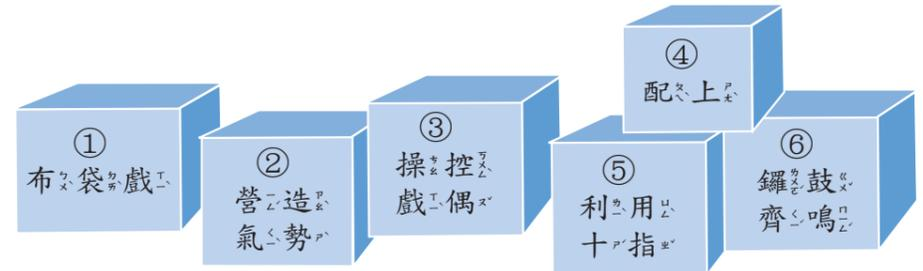 ①
布袋戲
②
營造
氣勢
③
操控
戲偶
④
配上
⑤
利用
十指
⑥
鑼鼓
齊鳴